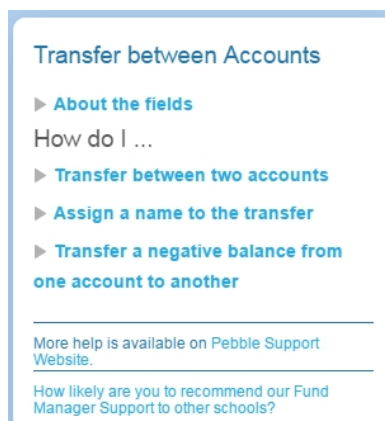 Transfer between Accounts
About the fields
How do I ...
Transfer between two accounts
Assign a name to the transfer
Transfer a negative balance from
one account to another
More help is available on Pebble Support
Website.
How likely are you to recommend our Fund
Manager Support to other schools?